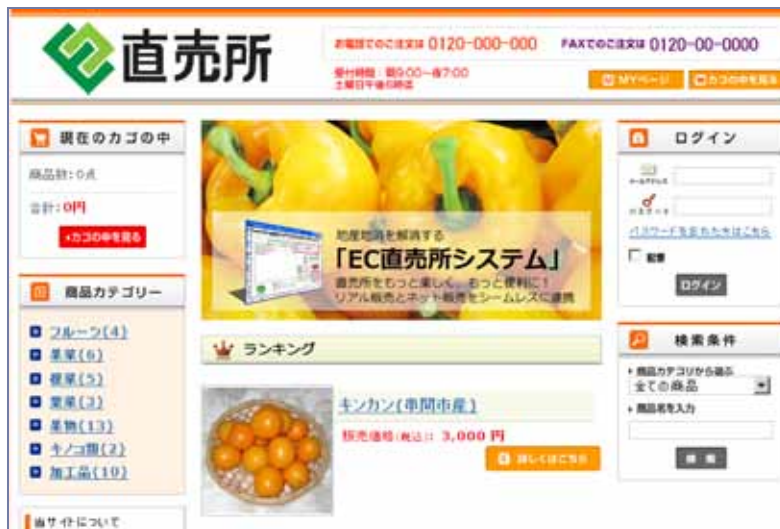 直売所
お電話でのご注文は 0120-000-000
FAXでのご注文は 0120-00-0000
受付時間：朝9:00～夜7:00
MYページ
カゴの中を見る
現在のカゴの中
商品数：0点
合計：0円
カゴの中を見る
商品カテゴリー
フルーツ(4)
果菜(6)
根菜(5)
葉菜(3)
果物(13)
キノコ類(2)
加工品(10)
当サイトについて
地産地消を解消する
「EC直売所システム」
直売所をもっと楽しく、もっと便利に！
リアル販売とネット販売をシームレスに連携
ランキング
キンカン(串間市産)
販売価格(税込)： 3,000 円
詳しくはこちら
ログイン
メールアドレス
パスワード
パスワードを忘れた方はこちら
記憶
ログイン
検索条件
商品カテゴリから選ぶ
全ての商品
商品名を入力
検索